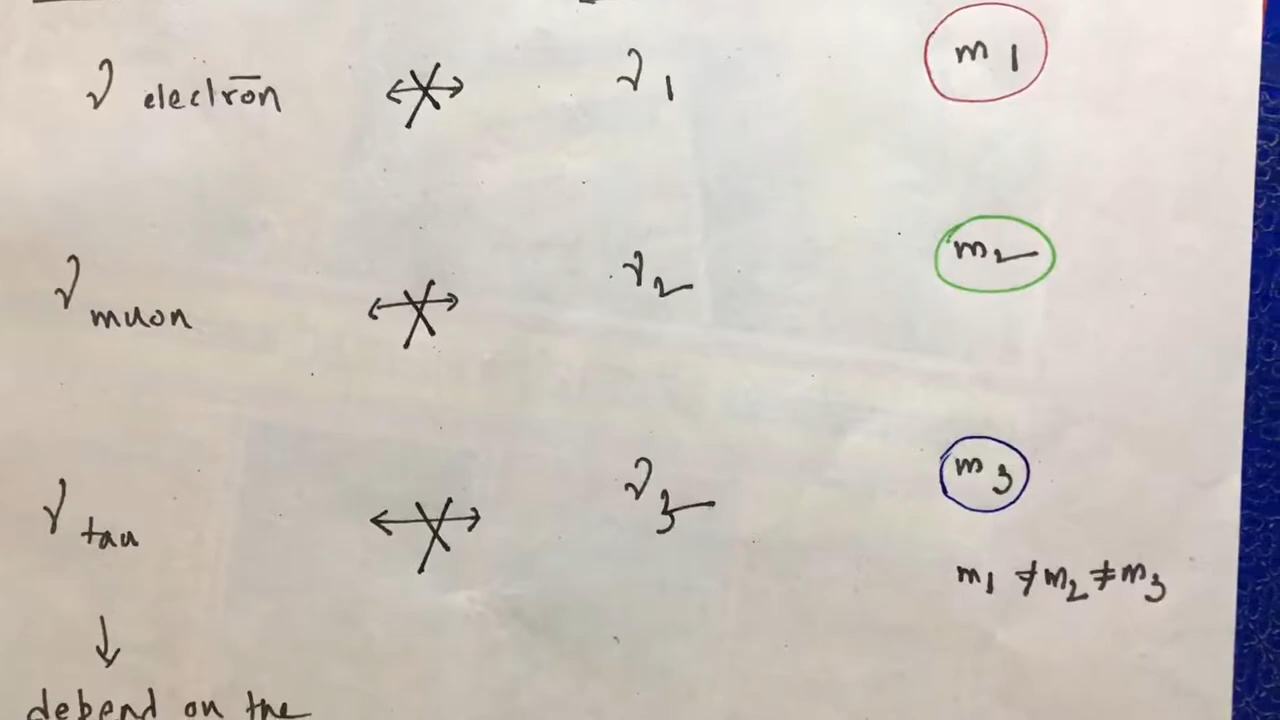 ν electron ↮ ν1 m1
ν muon ↮ ν2 m2
ν tau ↮ ν3 m3
m1 ≠ m2 ≠ m3
↓
depend on the